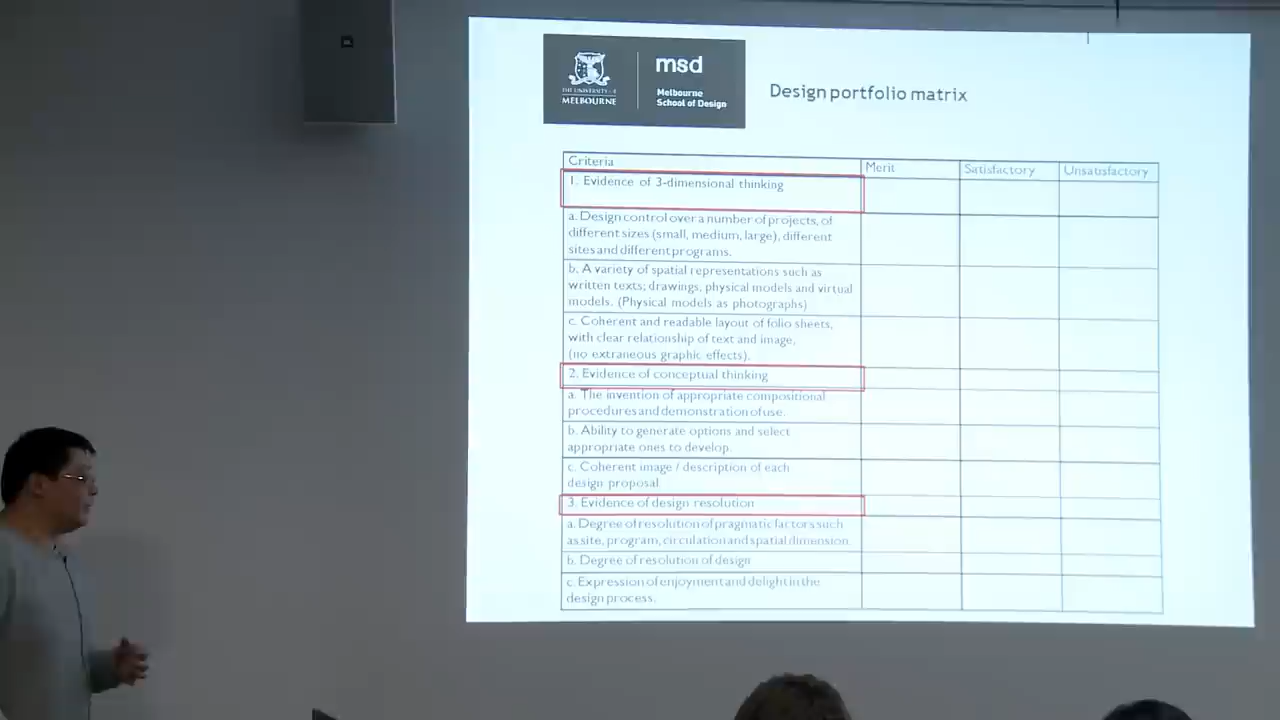 THE UNIVERSITY OF
MELBOURNE
msd
Melbourne
School of Design
Design portfolio matrix
Criteria
Merit
Satisfactory
Unsatisfactory
1. Evidence of 3-dimensional thinking
a. Design control over a number of projects, of
different sizes (small, medium, large), different
sites and different programs.
b. A variety of spatial representations such as
written texts; drawings, physical models and virtual
models. (Physical models as photographs)
c. Coherent and readable layout of folio sheets,
with clear relationship of text and image,
(no extraneous graphic effects).
2. Evidence of conceptual thinking
a. The invention of appropriate compositional
procedures and demonstration of use.
b. Ability to generate options and select
appropriate ones to develop.
c. Coherent image / description of each
design proposal
3. Evidence of design resolution
a. Degree of resolution of pragmatic factors such
as site, program, circulation and spatial dimension.
b. Degree of resolution of design
c. Expression of enjoyment and delight in the
design process.